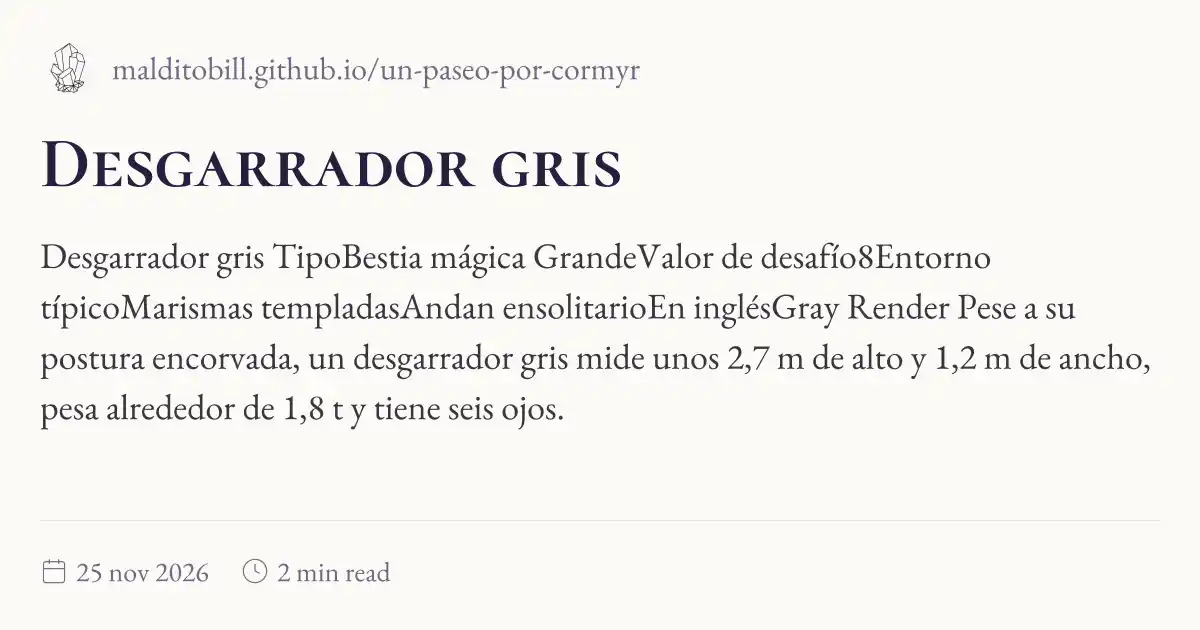 malditobill.github.io/un-paseo-por-cormyr
Desgarrador gris
Desgarrador gris TipoBestia mágica GrandeValor de desafío8Entorno
típicoMarismas templadasAndan ensolitarioEn inglésGray Render Pese a su
postura encorvada, un desgarrador gris mide unos 2,7 m de alto y 1,2 m de ancho,
pesa alrededor de 1,8 t y tiene seis ojos.
25 nov 2026 2 min read